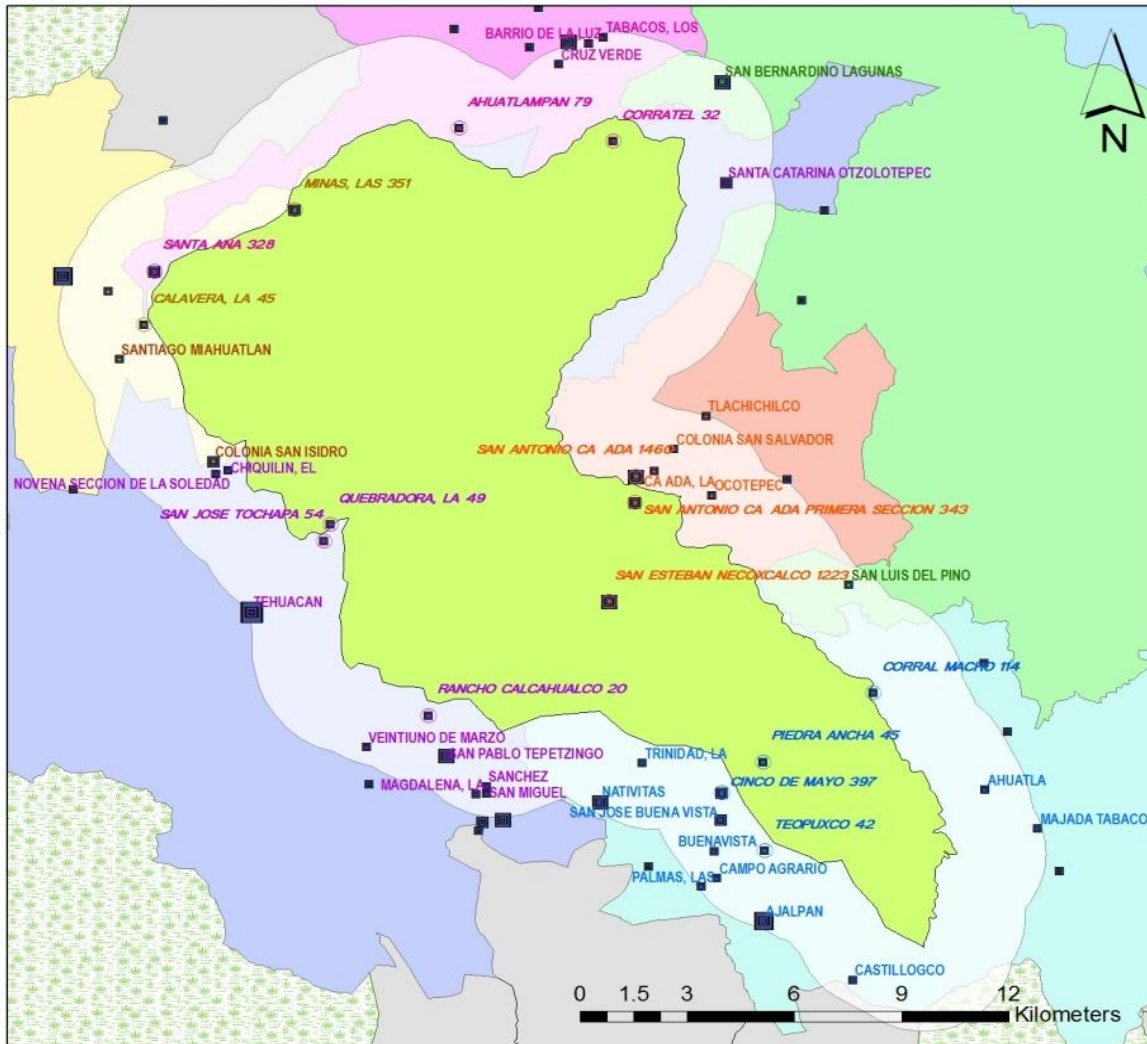 TABACOS, LOS
BARRIO DE LA LUZ
CRUZ VERDE
SAN BERNARDINO LAGUNAS
AHUATLAMPAN 79
CORRATEL 32
N
SANTA CATARINA OTZOLOTEPEC
MINAS, LAS 351
SANTA ANA 328
CALAVERA, LA 45
SANTIAGO MIAHUATLAN
TLACHICHILCO
COLONIA SAN SALVADOR
SAN ANTONIO CA ADA 1460
COLONIA SAN ISIDRO
CHIQUILIN, EL
NOVENA SECCION DE LA SOLEDAD
CA ADA, LA
OCOTEPEC
QUEBRADORA, LA 49
SAN JOSE TOCHAPA 54
SAN ANTONIO CA ADA PRIMERA SECCION 343
SAN ESTEBAN NECOXCALCO 1223
SAN LUIS DEL PINO
TEHUACAN
CORRAL MACHO 114
RANCHO CALCAHUALCO 20
VEINTIUNO DE MARZO
SAN PABLO TEPETZINGO
TRINIDAD, LA
PIEDRA ANCHA 45
MAGDALENA, LA
SANCHEZ
SAN MIGUEL
NATIVITAS
CINCO DE MAYO 397
AHUATLA
SAN JOSE BUENA VISTA
TEOPUXCO 42
MAJADA TABACO
BUENAVISTA
PALMAS, LAS
CAMPO AGRARIO
AJALPAN
CASTILLOGCO
0 1.5 3 6 9 12
Kilometers